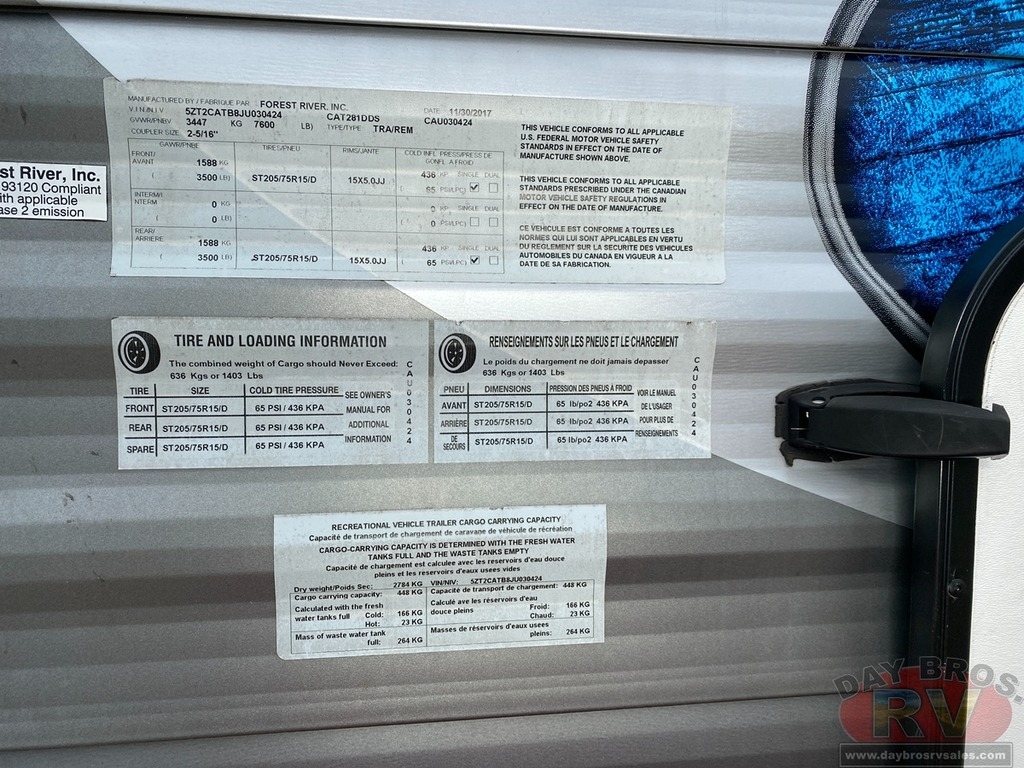 MANUFACTURED BY / FABRIQUE PAR FOREST RIVER, INC. DATE 11/30/2017
V.I.N./N.I.V 5ZT2CATB8JU030424 CAT281DDS CAU030424
GVWR/PNBV 3447 KG 7600 LB) TYPE/TYPE TRA/REM
COUPLER SIZE 2-5/16"
GAWR/PNBE TIRES/PNEU RIMS/JANTE COLD INFL PRESS/PRESS DE GONFL A FROID
FRONT/ AVANT 1588 KG 436 KP SINGLE DUAL
( 3500 LB) ST205/75R15/D 15X5.0JJ ( 65 PSI/LPC)
INTERM/I NTERM 0 KG 0 KP SINGLE DUAL
( 0 LB) ( 0 PSI/LPC)
REAR/ ARRIERE 1588 KG 436 KP SINGLE DUAL
( 3500 LB) ST205/75R15/D 15X5.0JJ ( 65 PSI/LPC)
THIS VEHICLE CONFORMS TO ALL APPLICABLE
U.S. FEDERAL MOTOR VEHICLE SAFETY
STANDARDS IN EFFECT ON THE DATE OF
MANUFACTURE SHOWN ABOVE.
THIS VEHICLE CONFORMS TO ALL APPLICABLE
STANDARDS PRESCRIBED UNDER THE CANADIAN
MOTOR VEHICLE SAFETY REGULATIONS IN
EFFECT ON THE DATE OF MANUFACTURE.
CE VEHICULE EST CONFORME A TOUTES LES
NORMES QUI LUI SONT APPLICABLES EN VERTU
DU REGLEMENT SUR LA SECURITE DES VEHICULES
AUTOMOBILES DU CANADA EN VIGUEUR A LA
DATE DE SA FABRICATION.
st River, Inc.
93120 Compliant
th applicable
ase 2 emission
TIRE AND LOADING INFORMATION
The combined weight of Cargo should Never Exceed:
636 Kgs or 1403 Lbs
TIRE SIZE COLD TIRE PRESSURE
FRONT ST205/75R15/D 65 PSI / 436 KPA
REAR ST205/75R15/D 65 PSI / 436 KPA
SPARE ST205/75R15/D 65 PSI / 436 KPA
SEE OWNER'S
MANUAL FOR
ADDITIONAL
INFORMATION
CAU030424
RENSEIGNEMENTS SUR LES PNEUS ET LE CHARGEMENT
Le poids du chargement ne doit jamais depasser
636 Kgs or 1403 Lbs
PNEU DIMENSIONS PRESSION DES PNEUS À FROID
AVANT ST205/75R15/D 65 lb/po2 436 KPA
ARRIÈRE ST205/75R15/D 65 lb/po2 436 KPA
DE SECOURS ST205/75R15/D 65 lb/po2 436 KPA
VOIR LE MANUEL
DE L'USAGER
POUR PLUS DE
RENSEIGNEMENTS
CAU030424
RECREATIONAL VEHICLE TRAILER CARGO CARRYING CAPACITY
Capacité de transport de chargement de caravane de véhicule de récréation
CARGO-CARRYING CAPACITY IS DETERMINED WITH THE FRESH WATER
TANKS FULL AND THE WASTE TANKS EMPTY
Capacité de chargement est calculee avec les reservoirs d'eau douce
pleins et les reservoirs d'eaux usees vides
Dry weight/Poids Sec: 2784 KG VIN/NIV: 5ZT2CATB8JU030424
Cargo carrying capacity: 448 KG Capacité de transport de chargement: 448 KG
Calculated with the fresh Calculé ave les réservoirs d'eau
water tanks full Cold: 166 KG douce pleins Froid: 166 KG
Hot: 23 KG Chaud: 23 KG
Mass of waste water tank Masses de réservoirs d'eaux usees
full; 264 KG pleins: 264 KG
DAY BROS.
RV
www.daybrosrvsales.com